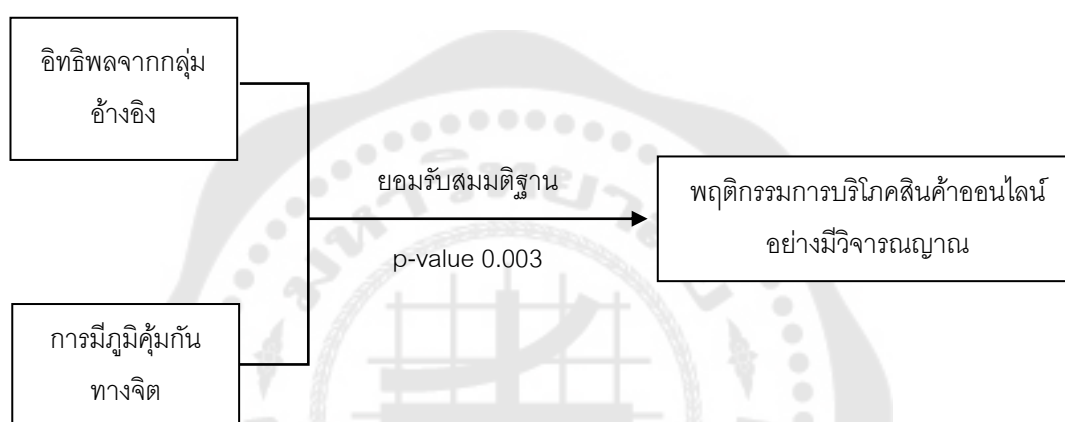 อิทธิพลจากกลุ่ม
อ้างอิง
ยอมรับสมมติฐาน
p-value 0.003
พฤติกรรมการบริโภคสินค้าออนไลน์
อย่างมีวิจารณญาณ
การมีภูมิคุ้มกัน
ทางจิต